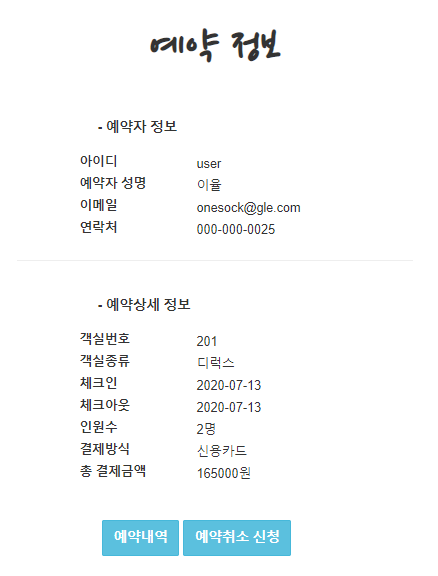 예약 정보
- 예약자 정보
아이디 user
예약자 성명 이율
이메일 onesock@gle.com
연락처 000-000-0025
- 예약상세 정보
객실번호 201
객실종류 디럭스
체크인 2020-07-13
체크아웃 2020-07-13
인원수 2명
결제방식 신용카드
총 결제금액 165000원
예약내역 예약취소 신청